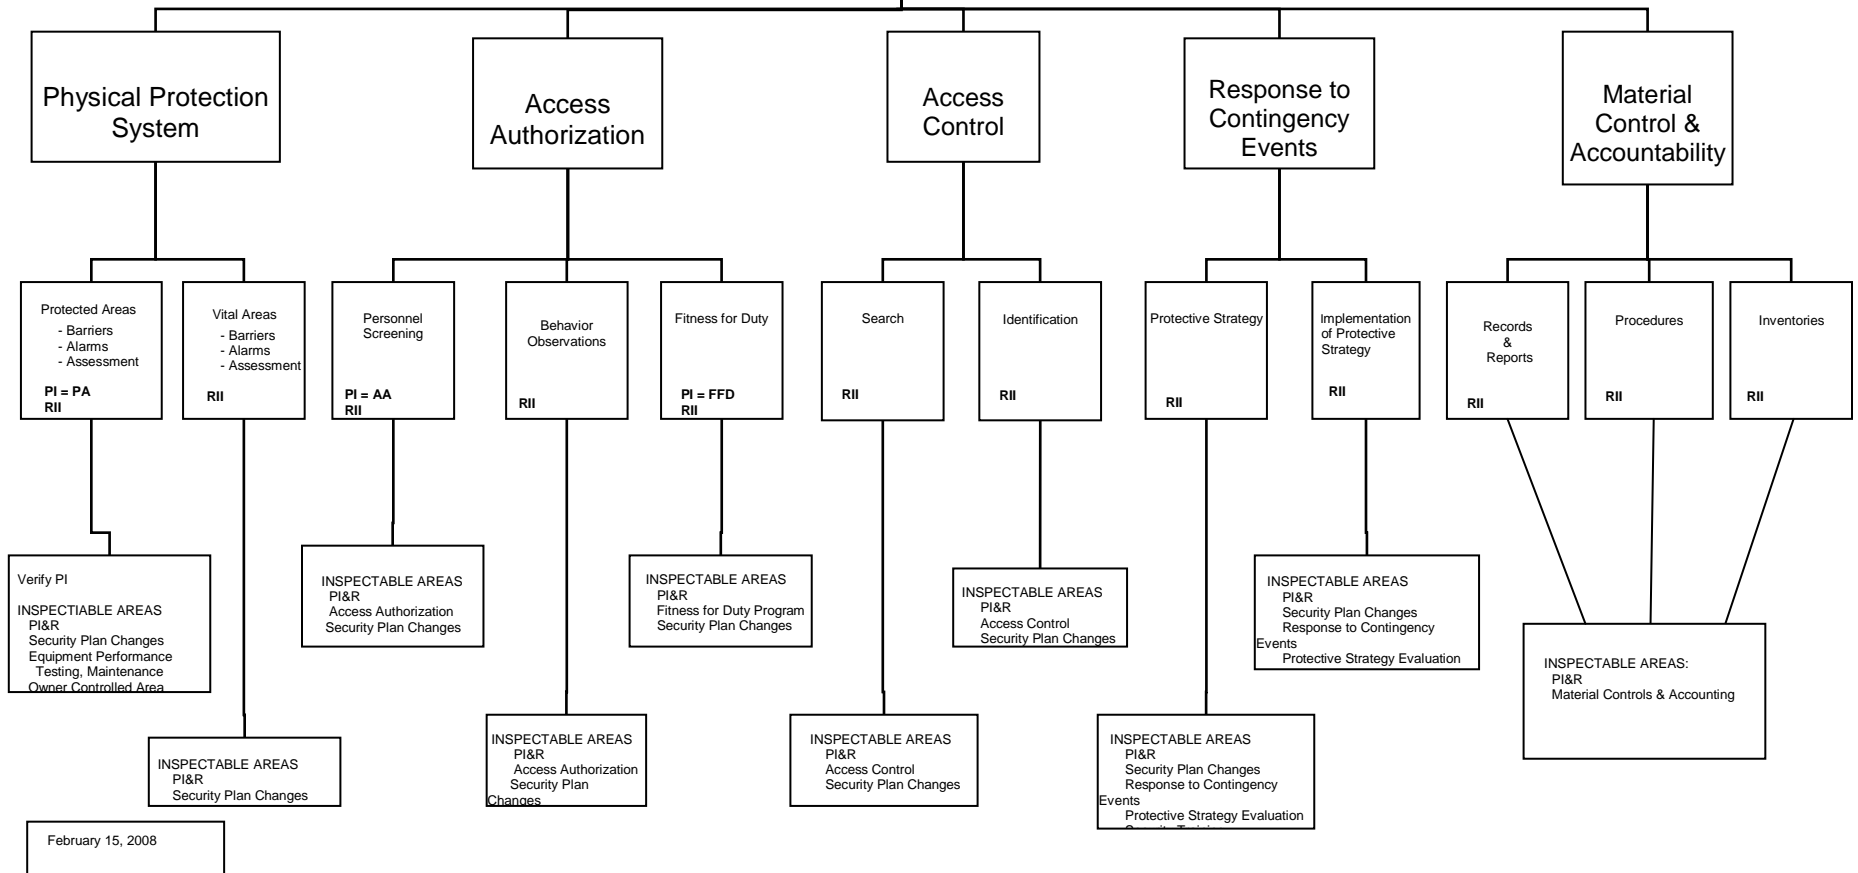 Physical Protection
System
Access
Authorization
Access
Control
Response to
Contingency
Events
Material
Control &
Accountability
Protected Areas
- Barriers
- Alarms
- Assessment
PI = PA
RII
Vital Areas
- Barriers
- Alarms
- Assessment
RII
Personnel
Screening
PI = AA
RII
Behavior
Observations
RII
Fitness for Duty
PI = FFD
RII
Search
RII
Identification
RII
Protective Strategy
RII
Implementation
of Protective
Strategy
RII
Records
&
Reports
RII
Procedures
RII
Inventories
RII
Verify PI
INSPECTIABLE AREAS
PI&R
Security Plan Changes
Equipment Performance
Testing, Maintenance
Owner Controlled Area
INSPECTABLE AREAS
PI&R
Security Plan Changes
INSPECTABLE AREAS
PI&R
Access Authorization
Security Plan Changes
INSPECTABLE AREAS
PI&R
Access Authorization
Security Plan
Changes
INSPECTABLE AREAS
PI&R
Fitness for Duty Program
Security Plan Changes
INSPECTABLE AREAS
PI&R
Access Control
Security Plan Changes
INSPECTABLE AREAS
PI&R
Access Control
Security Plan Changes
INSPECTABLE AREAS
PI&R
Security Plan Changes
Response to Contingency
Events
Protective Strategy Evaluation
INSPECTABLE AREAS
PI&R
Security Plan Changes
Response to Contingency
Events
Protective Strategy Evaluation
INSPECTABLE AREAS:
PI&R
Material Controls & Accounting
February 15, 2008